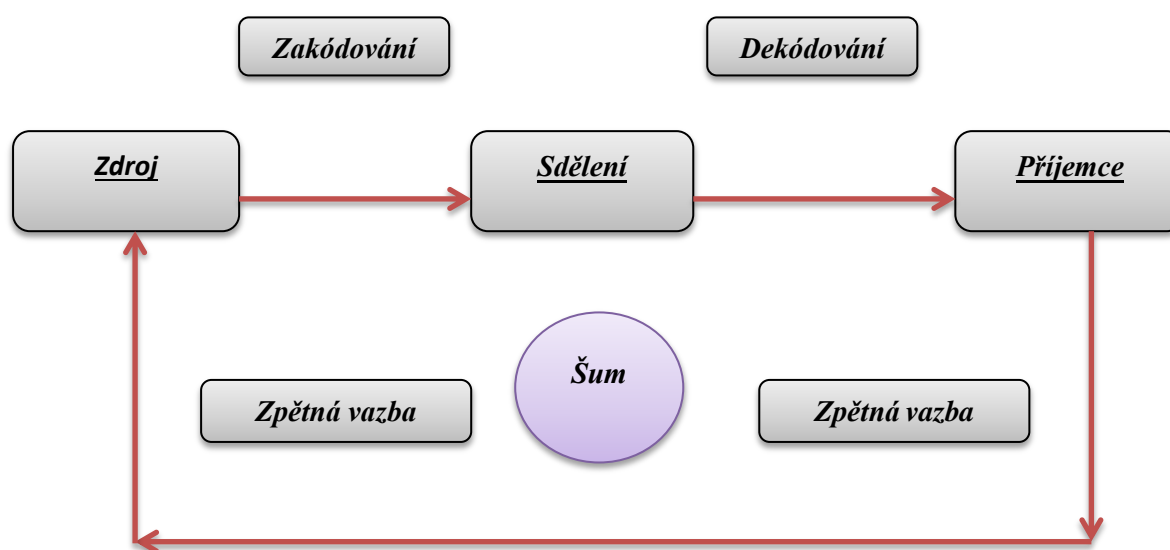 Zakódování
Dekódování
Zdroj
Sdělení
Příjemce
Šum
Zpětná vazba
Zpětná vazba